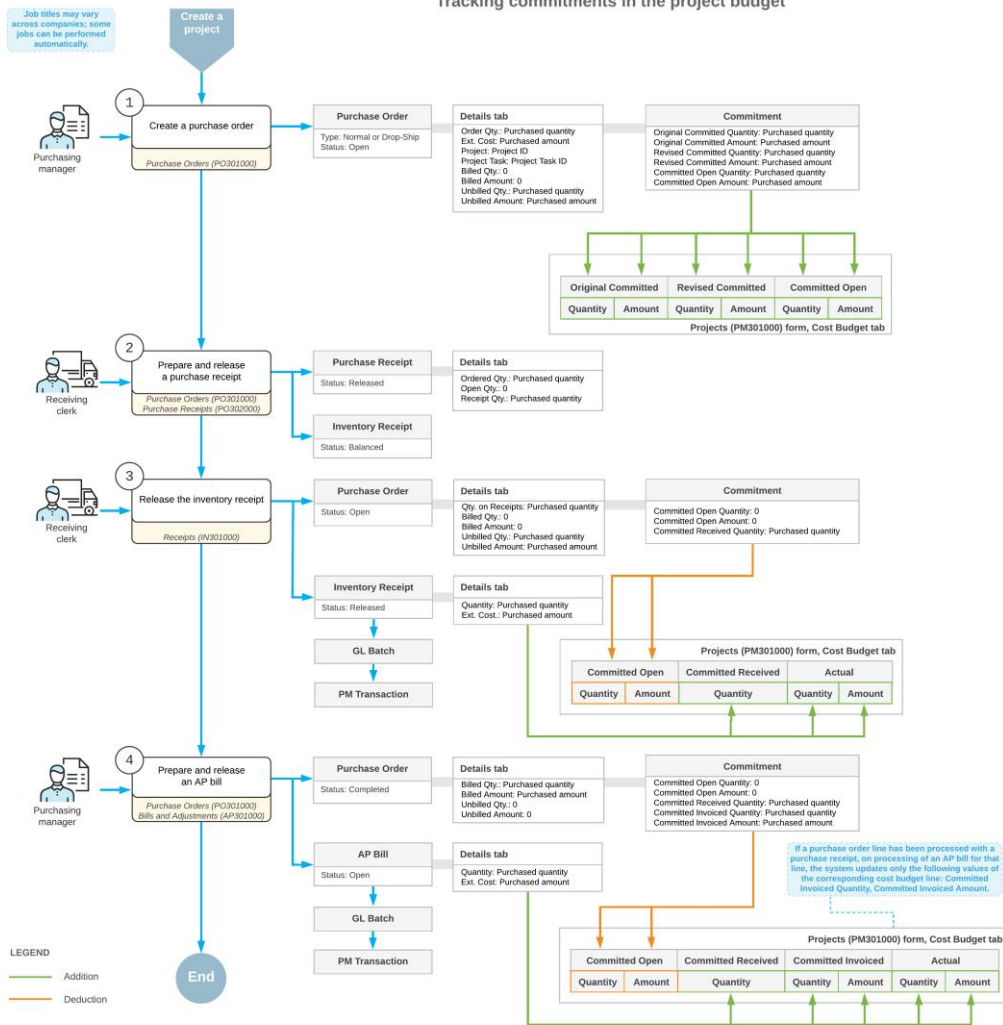 Tracking commitments in the project budget
Job titles may vary
across companies; some
jobs can be performed
automatically.
Create a
project
1
Create a purchase order
Purchase Orders (PO301000)
Purchasing
manager
Purchase Order
Type: Normal or Drop-Ship
Status: Open
Details tab
Order Qty.: Purchased quantity
Ext. Cost: Purchased amount
Project: Project ID
Project Task: Project Task ID
Billed Qty.: 0
Billed Amount: 0
Unbilled Qty.: Purchased quantity
Unbilled Amount: Purchased amount
Commitment
Original Committed Quantity: Purchased quantity
Original Committed Amount: Purchased amount
Revised Committed Quantity: Purchased quantity
Revised Committed Amount: Purchased amount
Committed Open Quantity: Purchased quantity
Committed Open Amount: Purchased amount
Original Committed Revised Committed Committed Open
Quantity Amount Quantity Amount Quantity Amount
Projects (PM301000) form, Cost Budget tab
2
Prepare and release
a purchase receipt
Purchase Orders (PO301000)
Purchase Receipts (PO302000)
Receiving
clerk
Purchase Receipt
Status: Released
Details tab
Ordered Qty.: Purchased quantity
Open Qty.: 0
Receipt Qty.: Purchased quantity
Inventory Receipt
Status: Balanced
3
Release the inventory receipt
Receipts (IN301000)
Receiving
clerk
Purchase Order
Status: Open
Details tab
Qty. on Receipts: Purchased quantity
Billed Qty.: 0
Billed Amount: 0
Unbilled Qty.: Purchased quantity
Unbilled Amount: Purchased amount
Commitment
Committed Open Quantity: 0
Committed Open Amount: 0
Committed Received Quantity: Purchased quantity
Inventory Receipt
Status: Released
Details tab
Quantity: Purchased quantity
Ext. Cost.: Purchased amount
GL Batch
PM Transaction
Projects (PM301000) form, Cost Budget tab
Committed Open Committed Received Actual
Quantity Amount Quantity Quantity Amount
4
Prepare and release
an AP bill
Purchase Orders (PO301000)
Bills and Adjustments (AP301000)
Purchasing
manager
Purchase Order
Status: Completed
Details tab
Billed Qty.: Purchased quantity
Billed Amount: Purchased amount
Unbilled Qty.: 0
Unbilled Amount: 0
Commitment
Committed Open Quantity: 0
Committed Open Amount: 0
Committed Received Quantity: Purchased quantity
Committed Invoiced Quantity: Purchased quantity
Committed Invoiced Amount: Purchased amount
AP Bill
Status: Open
Details tab
Quantity: Purchased quantity
Ext. Cost: Purchased amount
GL Batch
PM Transaction
If a purchase order line has been processed with a
purchase receipt, on processing of an AP bill for that
line, the system updates only the following values of
the corresponding cost budget line: Committed
Invoiced Quantity, Committed Invoiced Amount.
Projects (PM301000) form, Cost Budget tab
Committed Open Committed Received Committed Invoiced Actual
Quantity Amount Quantity Quantity Amount Quantity Amount
End
LEGEND
Addition
Deduction